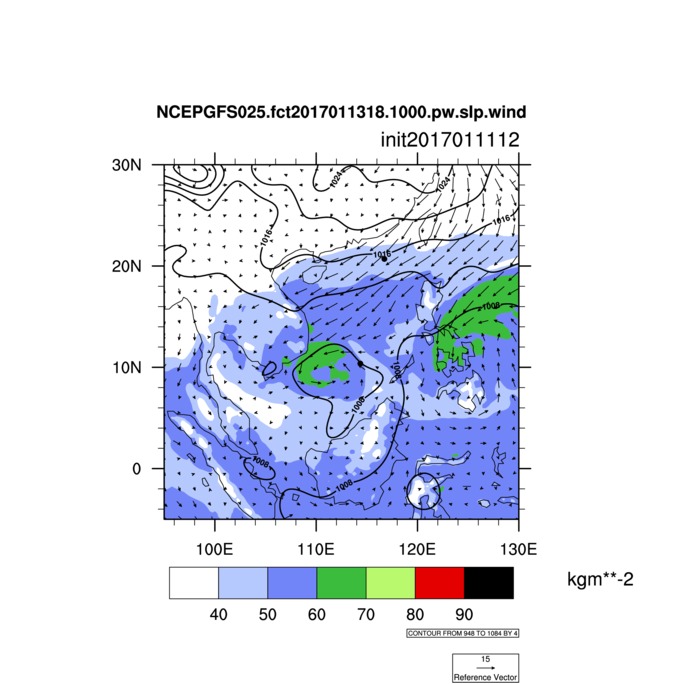 NCEPGFS025.fct2017011318.1000.pw.slp.wind
init2017011112
30N
20N
10N
0
1024
1024
1016
1016
1016
1008
1008
1008
1008
1008
100E 110E 120E 130E
40 50 60 70 80 90
kgm**-2
CONTOUR FROM 948 TO 1084 BY 4
15
Reference Vector